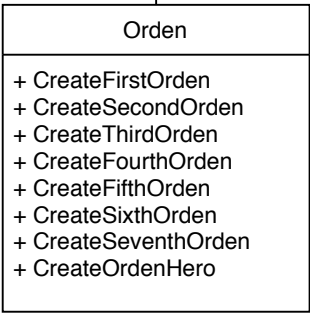 Orden
+ CreateFirstOrden
+ CreateSecondOrden
+ CreateThirdOrden
+ CreateFourthOrden
+ CreateFifthOrden
+ CreateSixthOrden
+ CreateSeventhOrden
+ CreateOrdenHero